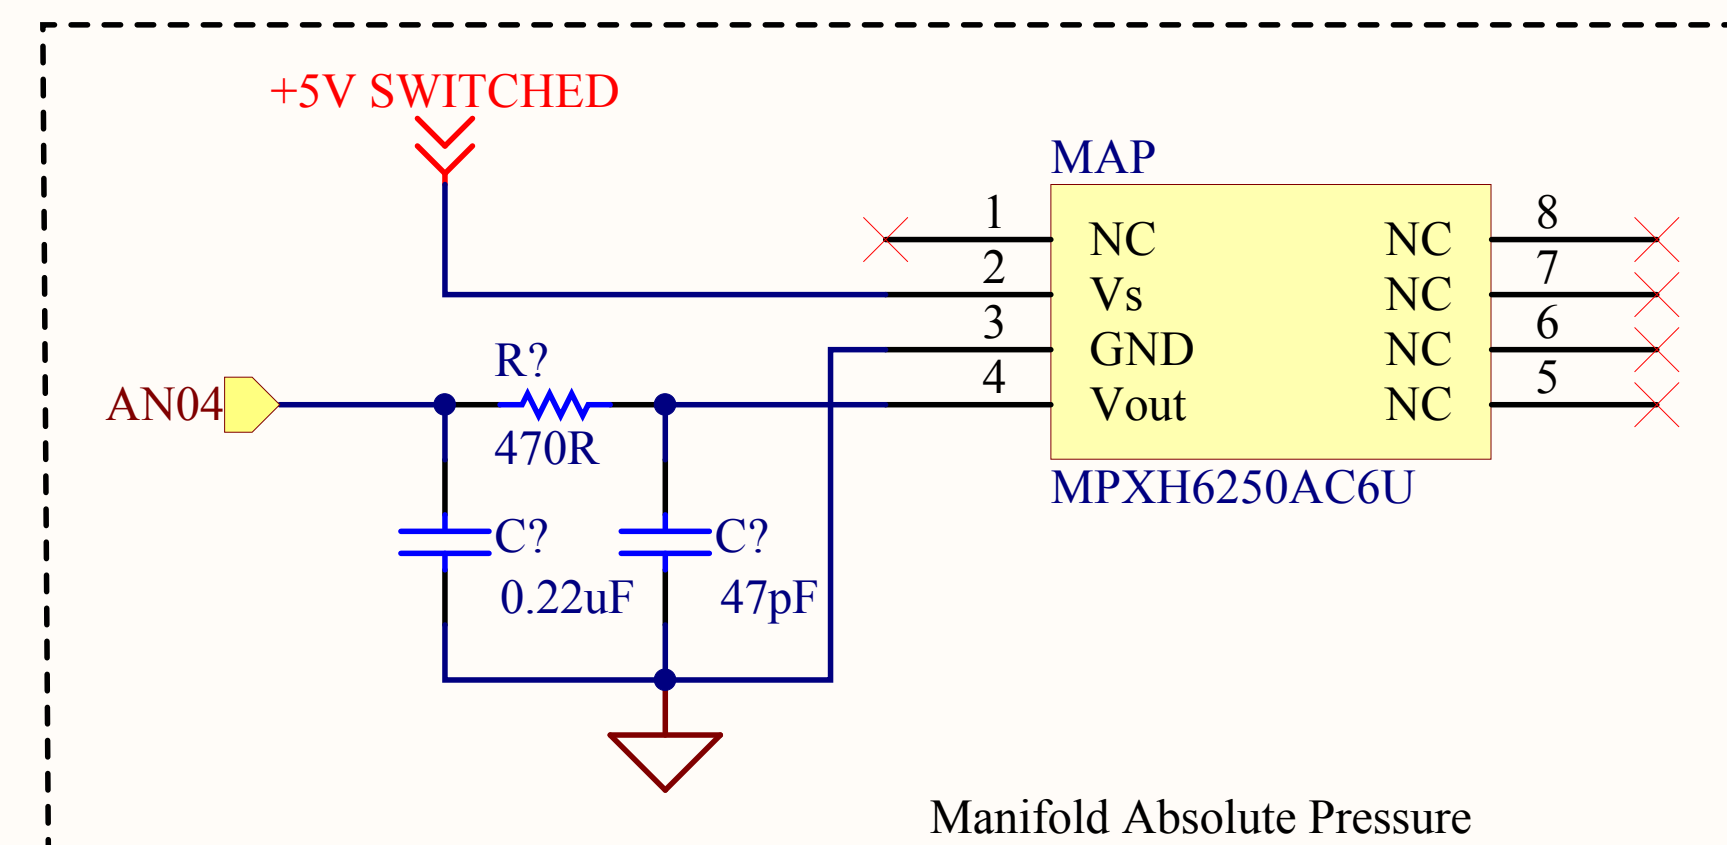 +5V SWITCHED
MAP
1 NC NC 8
2 Vs NC 7
3 GND NC 6
4 Vout NC 5
MPXH6250AC6U
AN04
R?
470R
C?
0.22uF
C?
47pF
Manifold Absolute Pressure